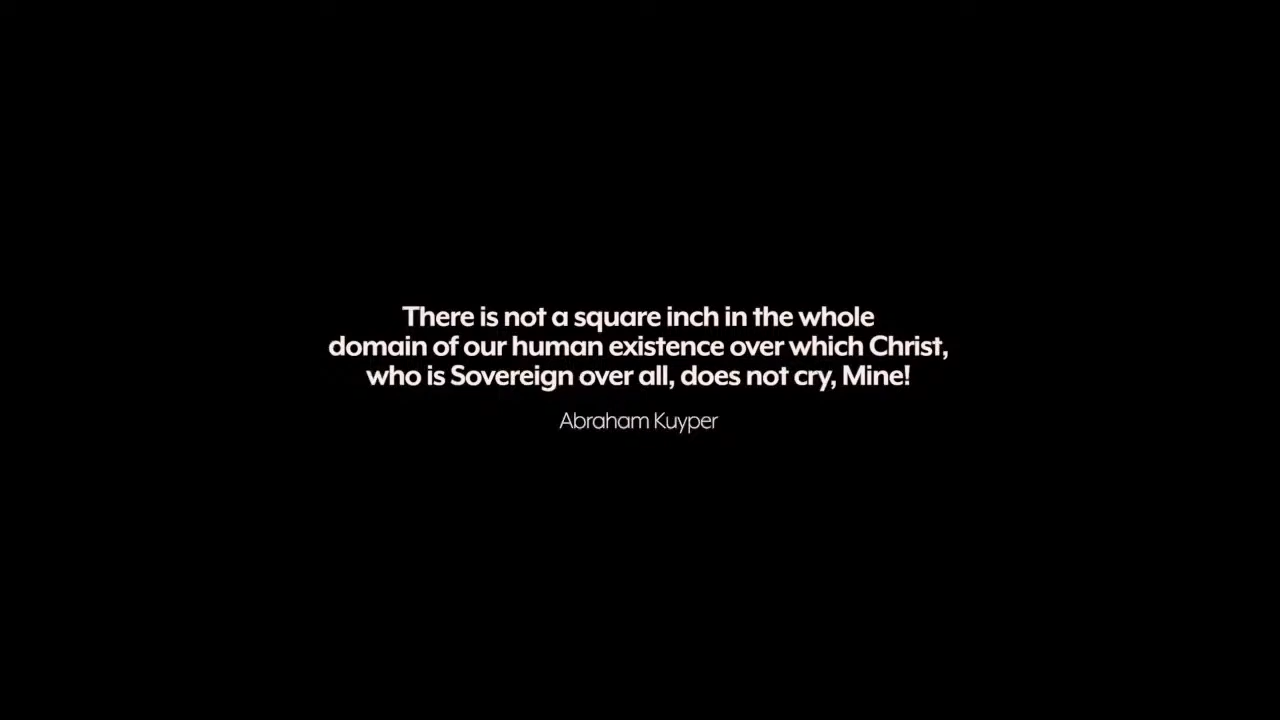 There is not a square inch in the whole
domain of our human existence over which Christ,
who is Sovereign over all, does not cry, Mine!
Abraham Kuyper